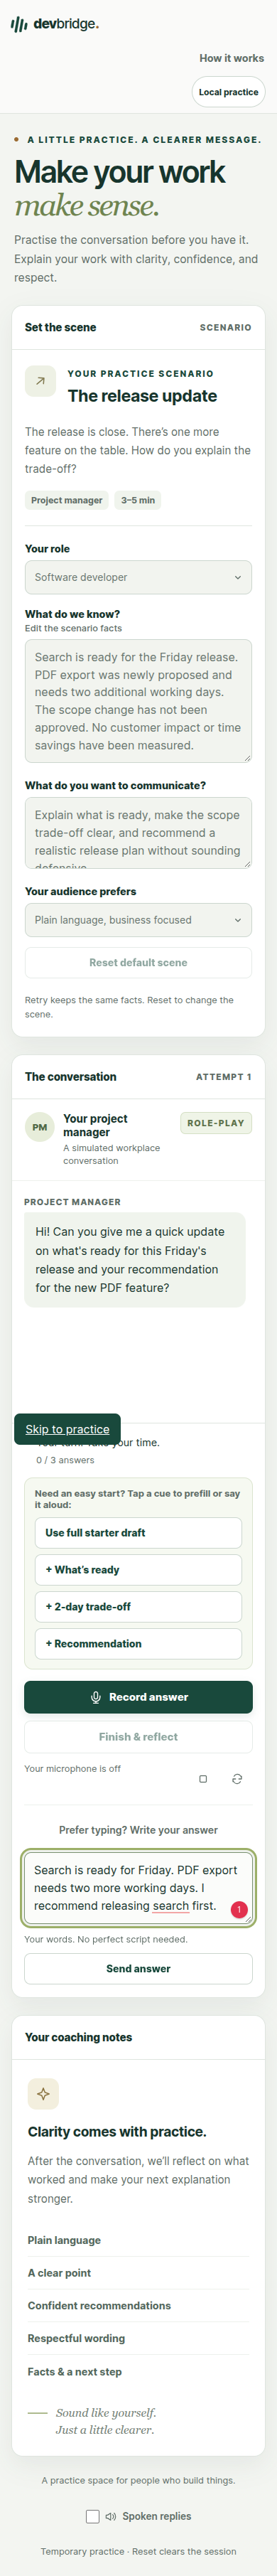 devbridge.
How it works
Local practice
A LITTLE PRACTICE. A CLEARER MESSAGE.
Make your work
make sense.
Practise the conversation before you have it.
Explain your work with clarity, confidence, and
respect.
Set the scene
SCENARIO
YOUR PRACTICE SCENARIO
The release update
The release is close. There's one more
feature on the table. How do you explain the
trade-off?
Project manager
3–5 min
Your role
Software developer
What do we know?
Edit the scenario facts
Search is ready for the Friday release.
PDF export was newly proposed and
needs two additional working days.
The scope change has not been
approved. No customer impact or time
savings have been measured.
What do you want to communicate?
Explain what is ready, make the scope
trade-off clear, and recommend a
realistic release plan without sounding
defensive.
Your audience prefers
Plain language, business focused
Reset default scene
Retry keeps the same facts. Reset to change the
scene.
The conversation
ATTEMPT 1
PM
Your project
manager
A simulated workplace
conversation
ROLE-PLAY
PROJECT MANAGER
Hi! Can you give me a quick update
on what's ready for this Friday's
release and your recommendation
for the new PDF feature?
Skip to practice
your time.
0 / 3 answers
Need an easy start? Tap a cue to prefill or say
it aloud:
Use full starter draft
+ What's ready
+ 2-day trade-off
+ Recommendation
Record answer
Finish & reflect
Your microphone is off
Prefer typing? Write your answer
Search is ready for Friday. PDF export
needs two more working days. I
recommend releasing search first.
1
Your words. No perfect script needed.
Send answer
Your coaching notes
Clarity comes with practice.
After the conversation, we'll reflect on what
worked and make your next explanation
stronger.
Plain language
A clear point
Confident recommendations
Respectful wording
Facts & a next step
Sound like yourself.
Just a little clearer.
A practice space for people who build things.
Spoken replies
Temporary practice · Reset clears the session